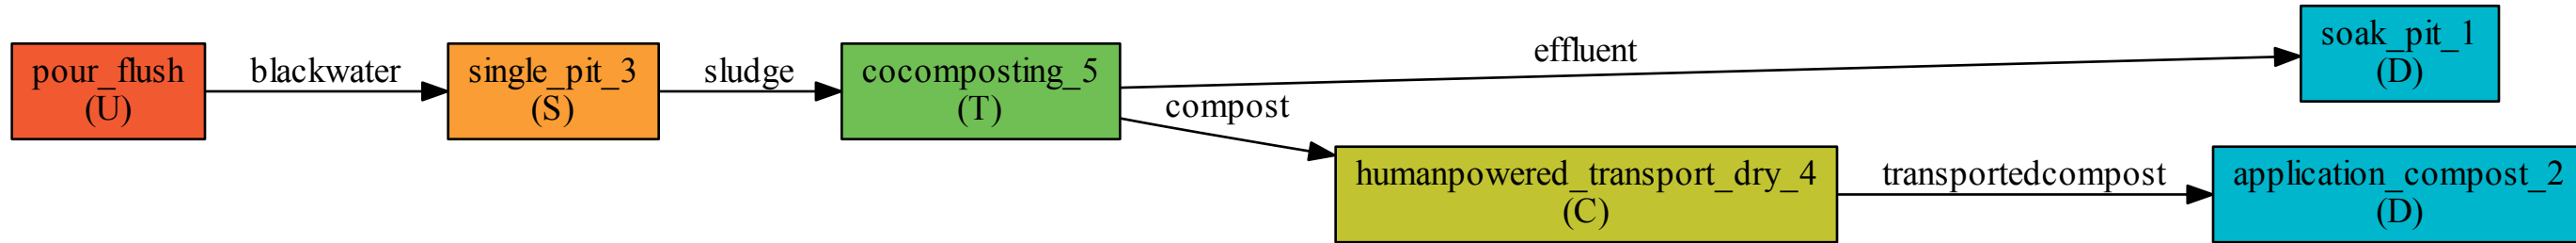 pour_flush
(U)
blackwater
single_pit_3
(S)
sludge
cocomposting_5
(T)
effluent
soak_pit_1
(D)
compost
humanpowered_transport_dry_4
(C)
transportedcompost
application_compost_2
(D)